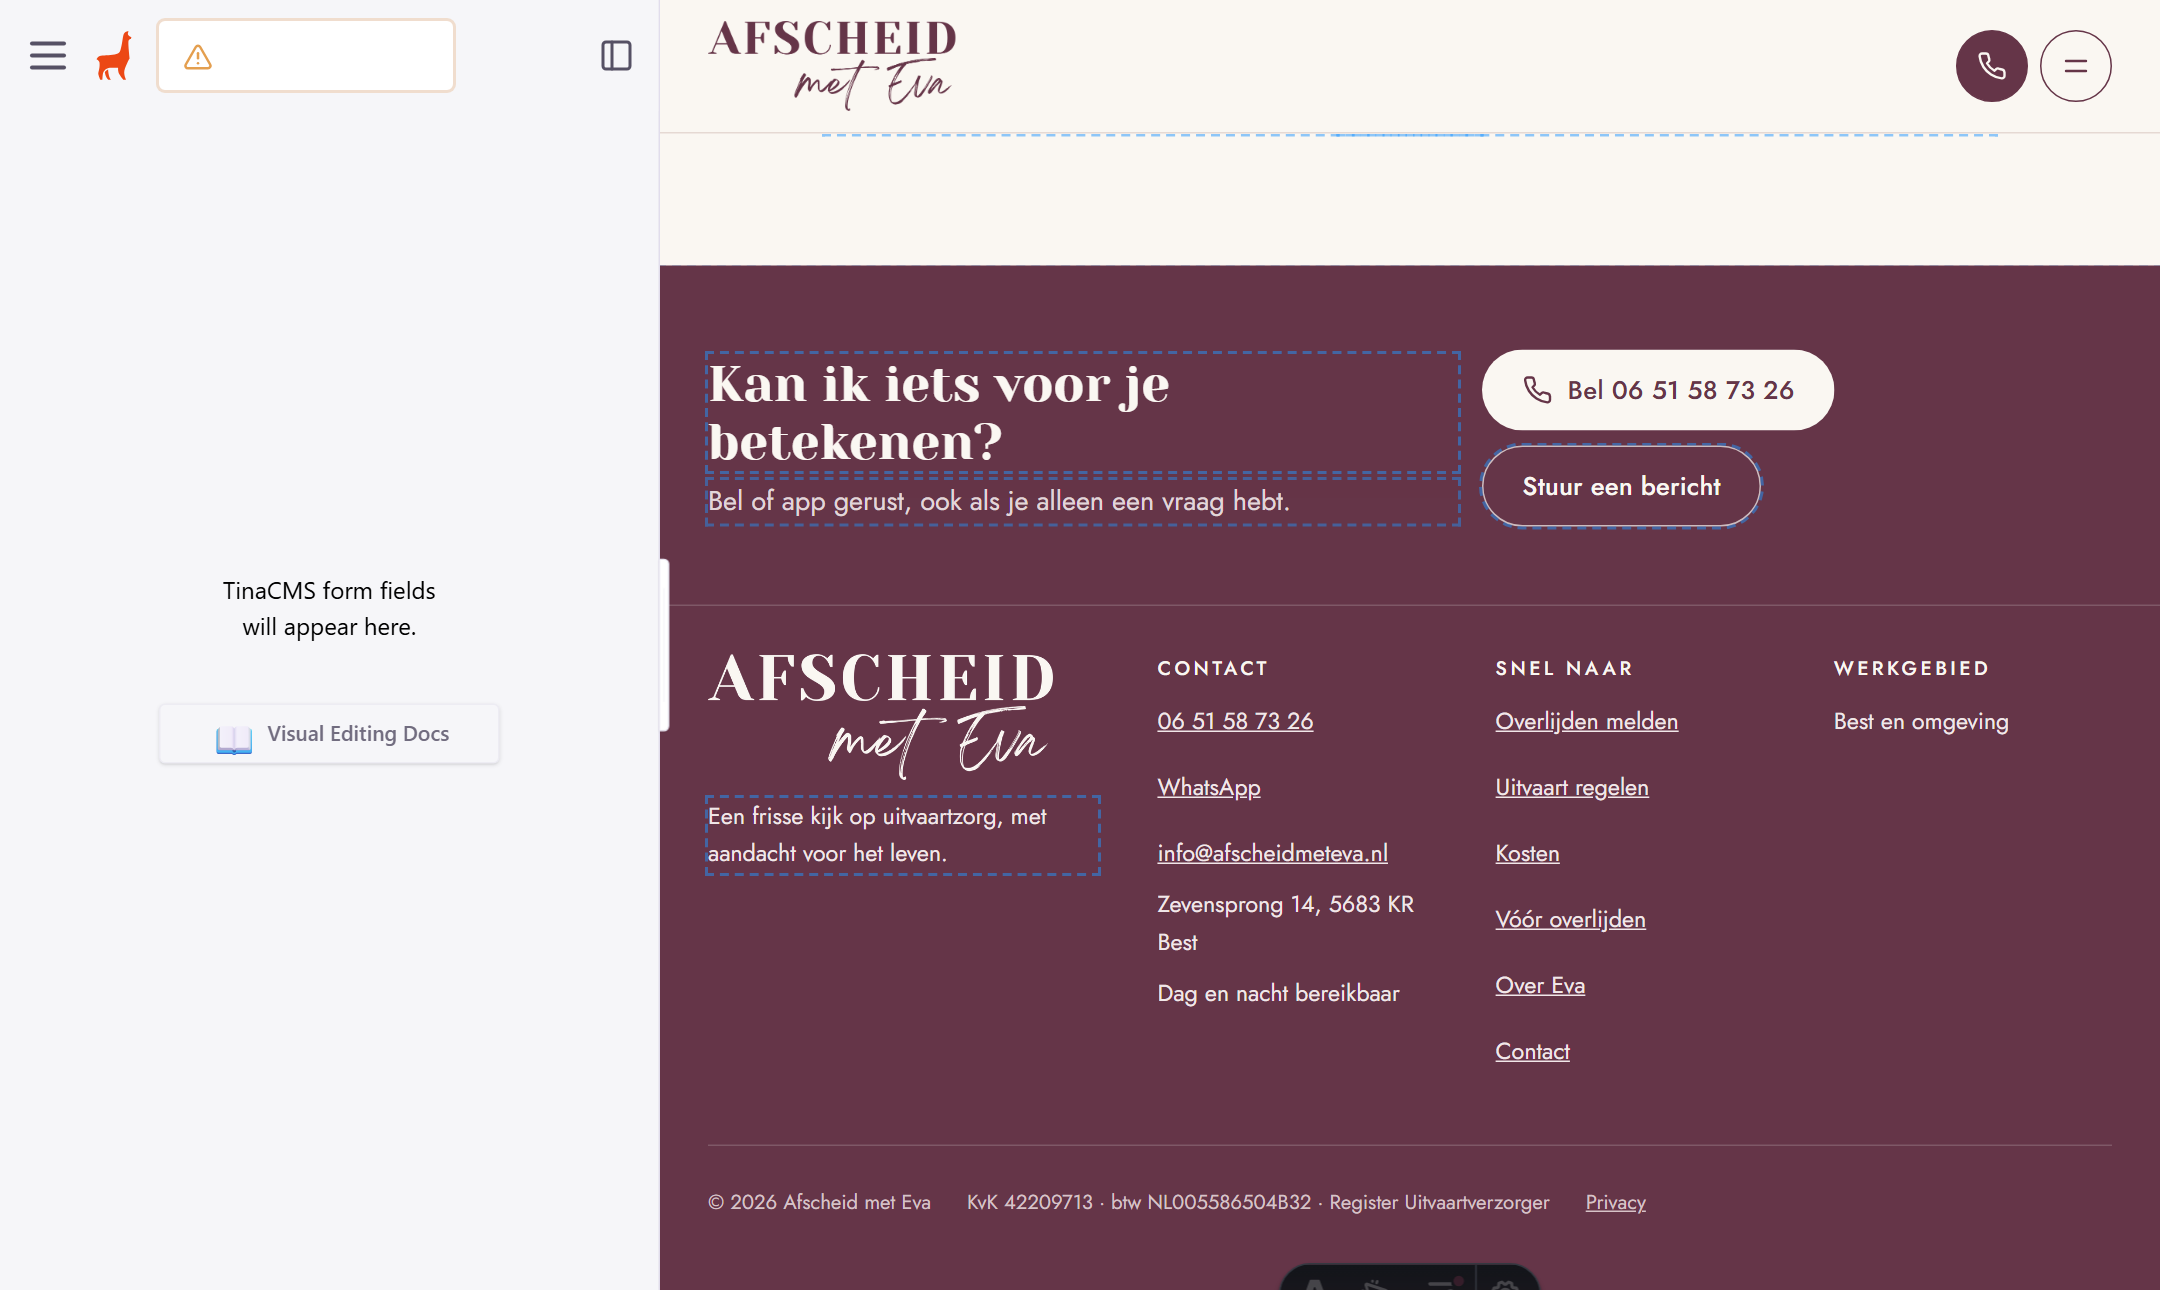 AFSCHEID
met Eva
Kan ik iets voor je
betekenen?
Bel of app gerust, ook als je alleen een vraag hebt.
Bel 06 51 58 73 26
Stuur een bericht
TinaCMS form fields
will appear here.
Visual Editing Docs
AFSCHEID
met Eva
Een frisse kijk op uitvaartzorg, met
aandacht voor het leven.
CONTACT
06 51 58 73 26
WhatsApp
info@afscheidmeteva.nl
Zevensprong 14, 5683 KR
Best
Dag en nacht bereikbaar
SNEL NAAR
Overlijden melden
Uitvaart regelen
Kosten
Vóór overlijden
Over Eva
Contact
WERKGEBIED
Best en omgeving
© 2026 Afscheid met Eva
KvK 42209713 · btw NL005586504B32 · Register Uitvaartverzorger
Privacy